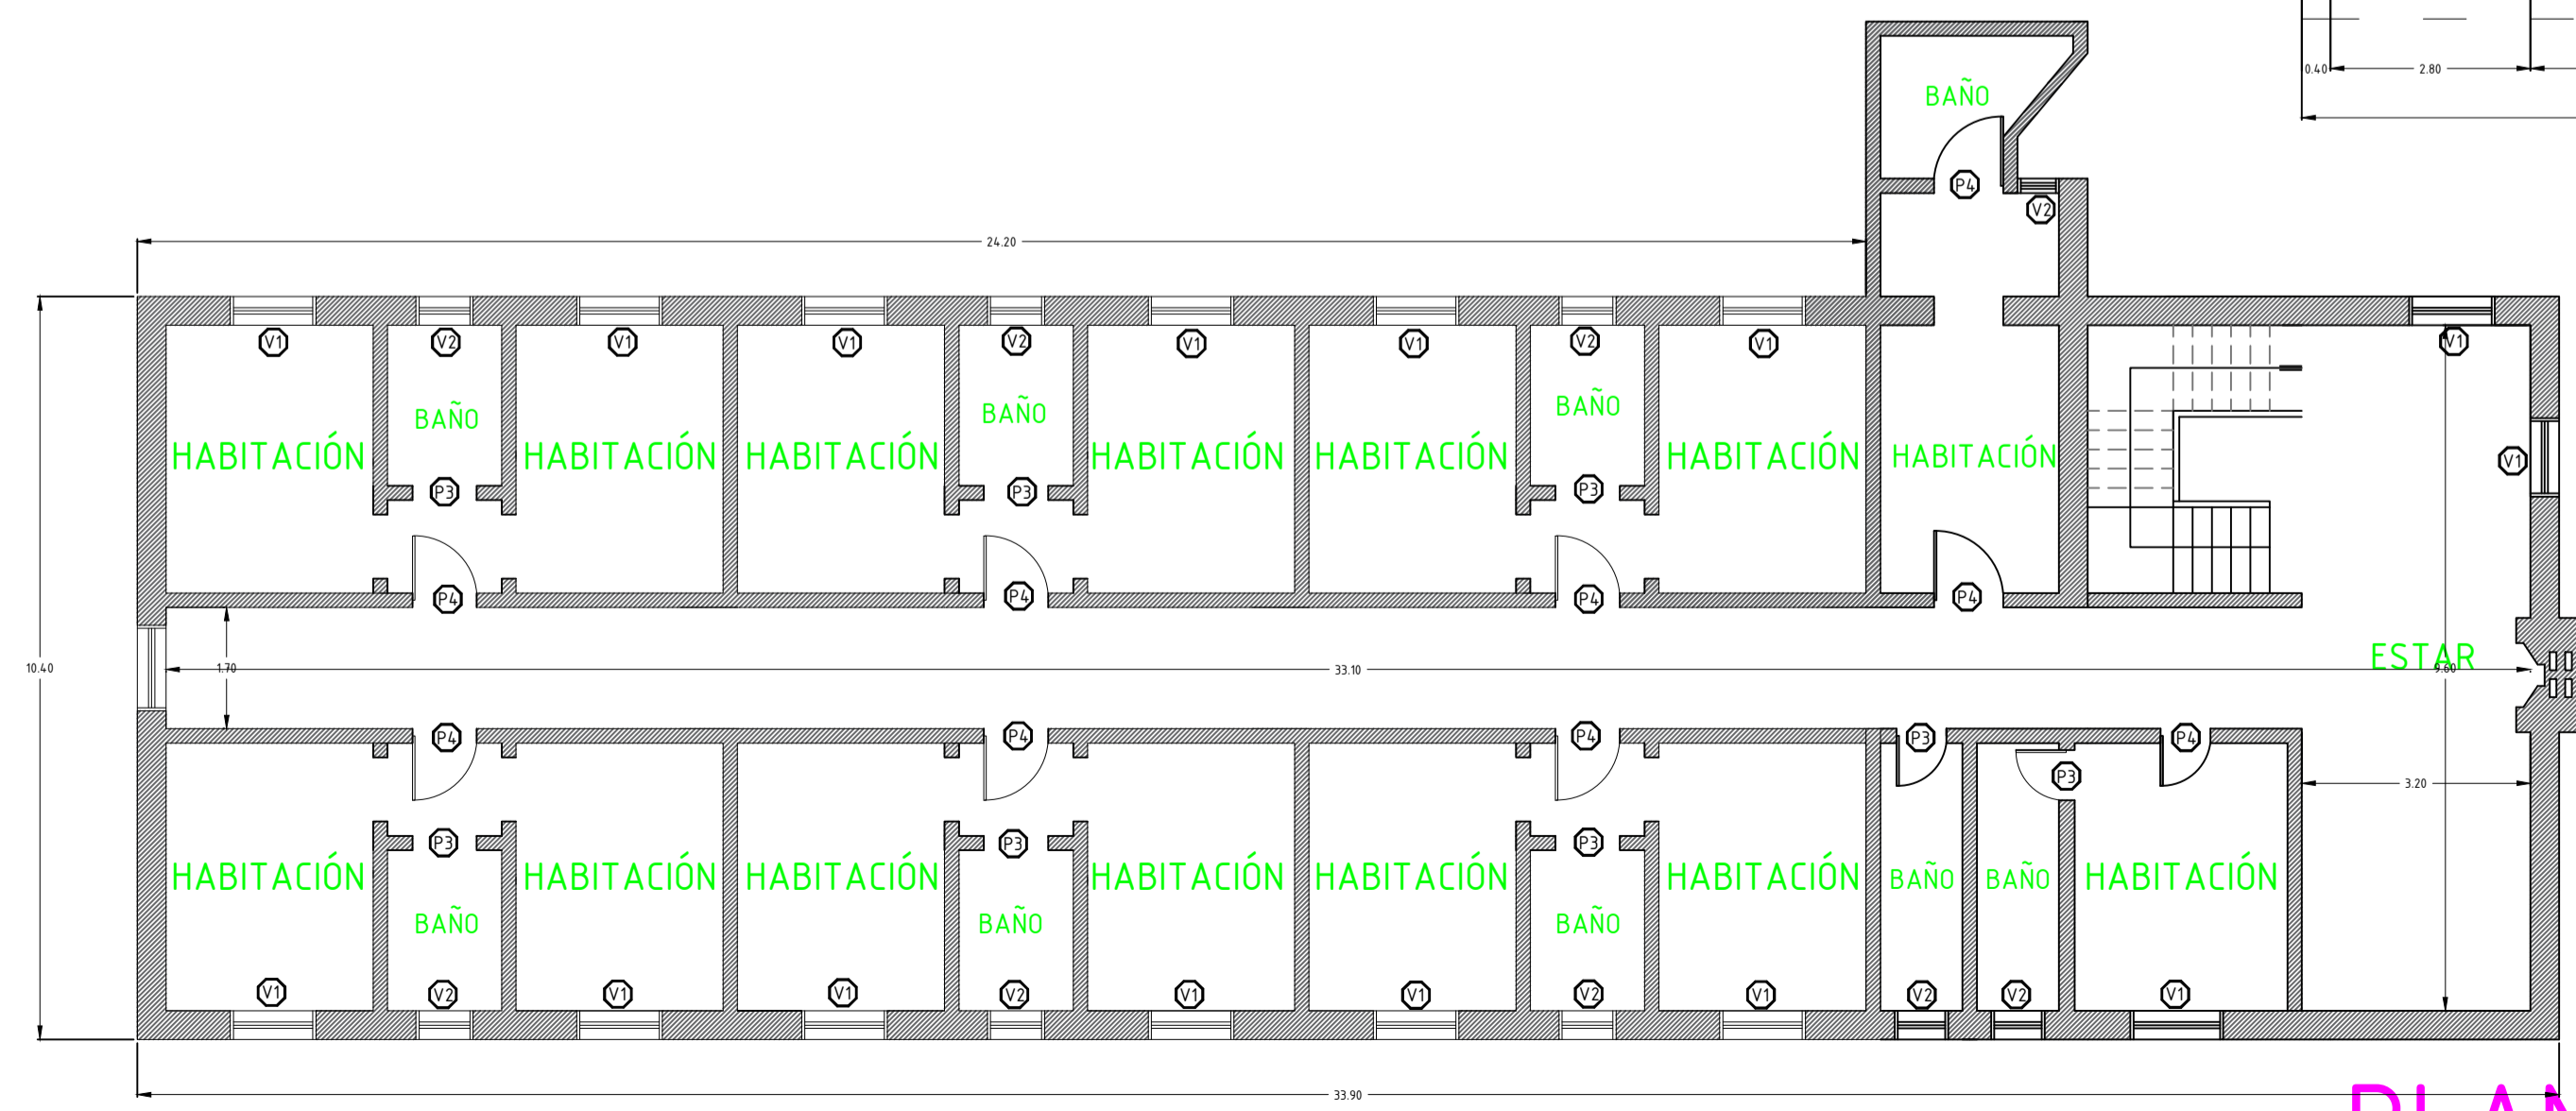 0.40 2.80
BAÑO
P4
V2
24.20
V1 V2 V1 V1 V2 V1 V1 V2 V1 V1
BAÑO BAÑO BAÑO
HABITACIÓN HABITACIÓN HABITACIÓN HABITACIÓN HABITACIÓN HABITACIÓN HABITACIÓN V1
P3 P3 P3
P4 P4 P4 P4
10.40 1.70 33.10 ESTAR 9.60
P4 P4 P4 P3 P4
P3 3.20
P3 P3 P3
HABITACIÓN HABITACIÓN HABITACIÓN HABITACIÓN HABITACIÓN HABITACIÓN BAÑO BAÑO HABITACIÓN
BAÑO BAÑO BAÑO
V1 V2 V1 V1 V2 V1 V1 V2 V1 V2 V2 V1
33.90